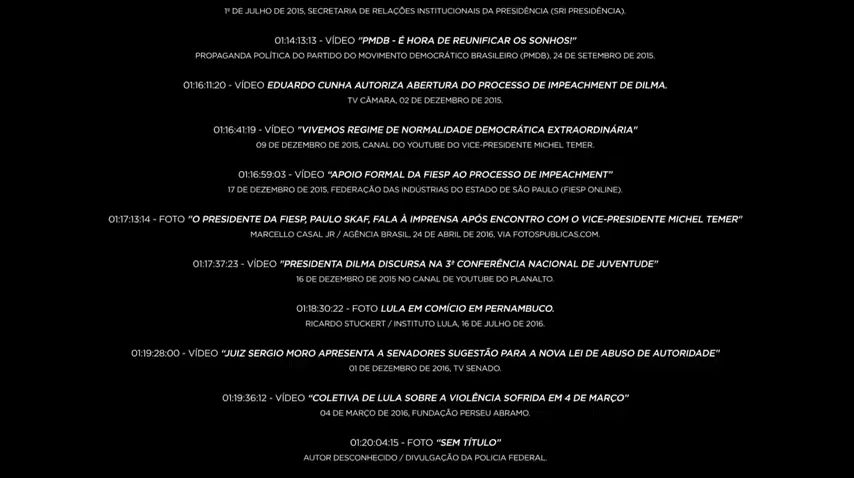 1º DE JULHO DE 2015, SECRETARIA DE RELAÇÕES INSTITUCIONAIS DA PRESIDÊNCIA (SRI PRESIDÊNCIA).
01:14:13:13 - VÍDEO "PMDB - É HORA DE REUNIFICAR OS SONHOS!"
PROPAGANDA POLÍTICA DO PARTIDO DO MOVIMENTO DEMOCRÁTICO BRASILEIRO (PMDB), 24 DE SETEMBRO DE 2015.
01:16:11:20 - VÍDEO EDUARDO CUNHA AUTORIZA ABERTURA DO PROCESSO DE IMPEACHMENT DE DILMA.
TV CÂMARA, 02 DE DEZEMBRO DE 2015.
01:16:41:19 - VÍDEO "VIVEMOS REGIME DE NORMALIDADE DEMOCRÁTICA EXTRAORDINÁRIA"
09 DE DEZEMBRO DE 2015, CANAL DO YOUTUBE DO VICE-PRESIDENTE MICHEL TEMER.
01:16:59:03 - VÍDEO “APOIO FORMAL DA FIESP AO PROCESSO DE IMPEACHMENT”
17 DE DEZEMBRO DE 2015, FEDERAÇÃO DAS INDÚSTRIAS DO ESTADO DE SÃO PAULO (FIESP ONLINE).
01:17:13:14 - FOTO "O PRESIDENTE DA FIESP, PAULO SKAF, FALA À IMPRENSA APÓS ENCONTRO COM O VICE-PRESIDENTE MICHEL TEMER"
MARCELLO CASAL JR / AGÊNCIA BRASIL, 24 DE ABRIL DE 2016, VIA FOTOSPUBLICAS.COM.
01:17:37:23 - VÍDEO "PRESIDENTA DILMA DISCURSA NA 3ª CONFERÊNCIA NACIONAL DE JUVENTUDE"
16 DE DEZEMBRO DE 2015 NO CANAL DE YOUTUBE DO PLANALTO.
01:18:30:22 - FOTO LULA EM COMÍCIO EM PERNAMBUCO.
RICARDO STUCKERT / INSTITUTO LULA, 16 DE JULHO DE 2016.
01:19:28:00 - VÍDEO “JUIZ SERGIO MORO APRESENTA A SENADORES SUGESTÃO PARA A NOVA LEI DE ABUSO DE AUTORIDADE”
01 DE DEZEMBRO DE 2016, TV SENADO.
01:19:36:12 - VÍDEO “COLETIVA DE LULA SOBRE A VIOLÊNCIA SOFRIDA EM 4 DE MARÇO”
04 DE MARÇO DE 2016, FUNDAÇÃO PERSEU ABRAMO.
01:20:04:15 - FOTO “SEM TÍTULO”
AUTOR DESCONHECIDO / DIVULGAÇÃO DA POLICIA FEDERAL.